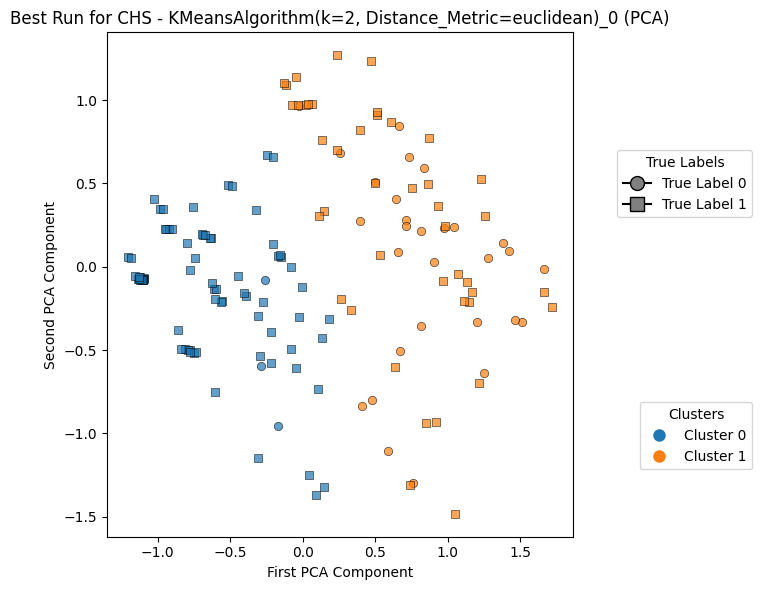 Best Run for CHS - KMeansAlgorithm(k=2, Distance_Metric=euclidean)_0 (PCA)
Second PCA Component
1.0
0.5
0.0
−0.5
−1.0
−1.5
−1.0
−0.5
0.0
0.5
1.0
1.5
First PCA Component
True Labels
True Label 0
True Label 1
Clusters
Cluster 0
Cluster 1